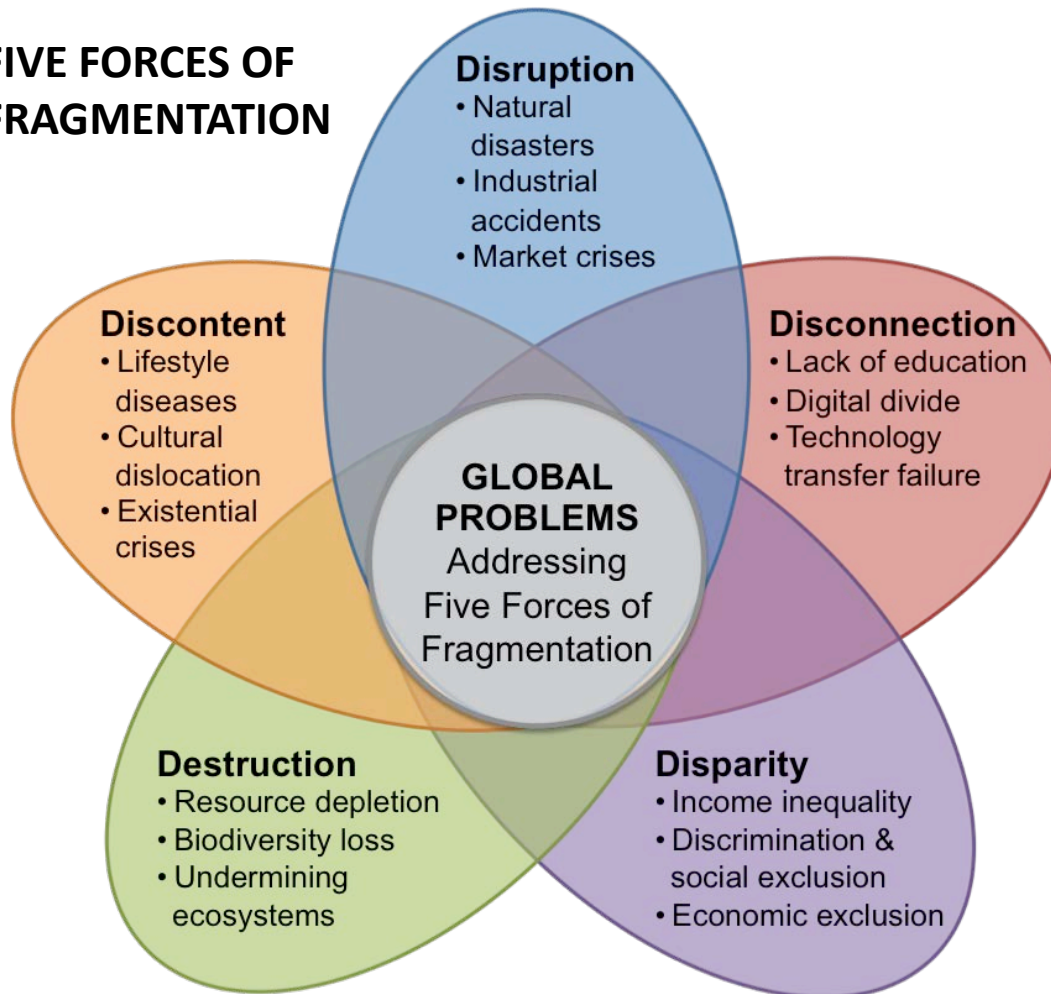 FIVE FORCES OF
FRAGMENTATION
Disruption
• Natural
disasters
• Industrial
accidents
• Market crises
Discontent
• Lifestyle
diseases
• Cultural
dislocation
• Existential
crises
Disconnection
• Lack of education
• Digital divide
• Technology
transfer failure
GLOBAL
PROBLEMS
Addressing
Five Forces of
Fragmentation
Destruction
• Resource depletion
• Biodiversity loss
• Undermining
ecosystems
Disparity
• Income inequality
• Discrimination &
social exclusion
• Economic exclusion